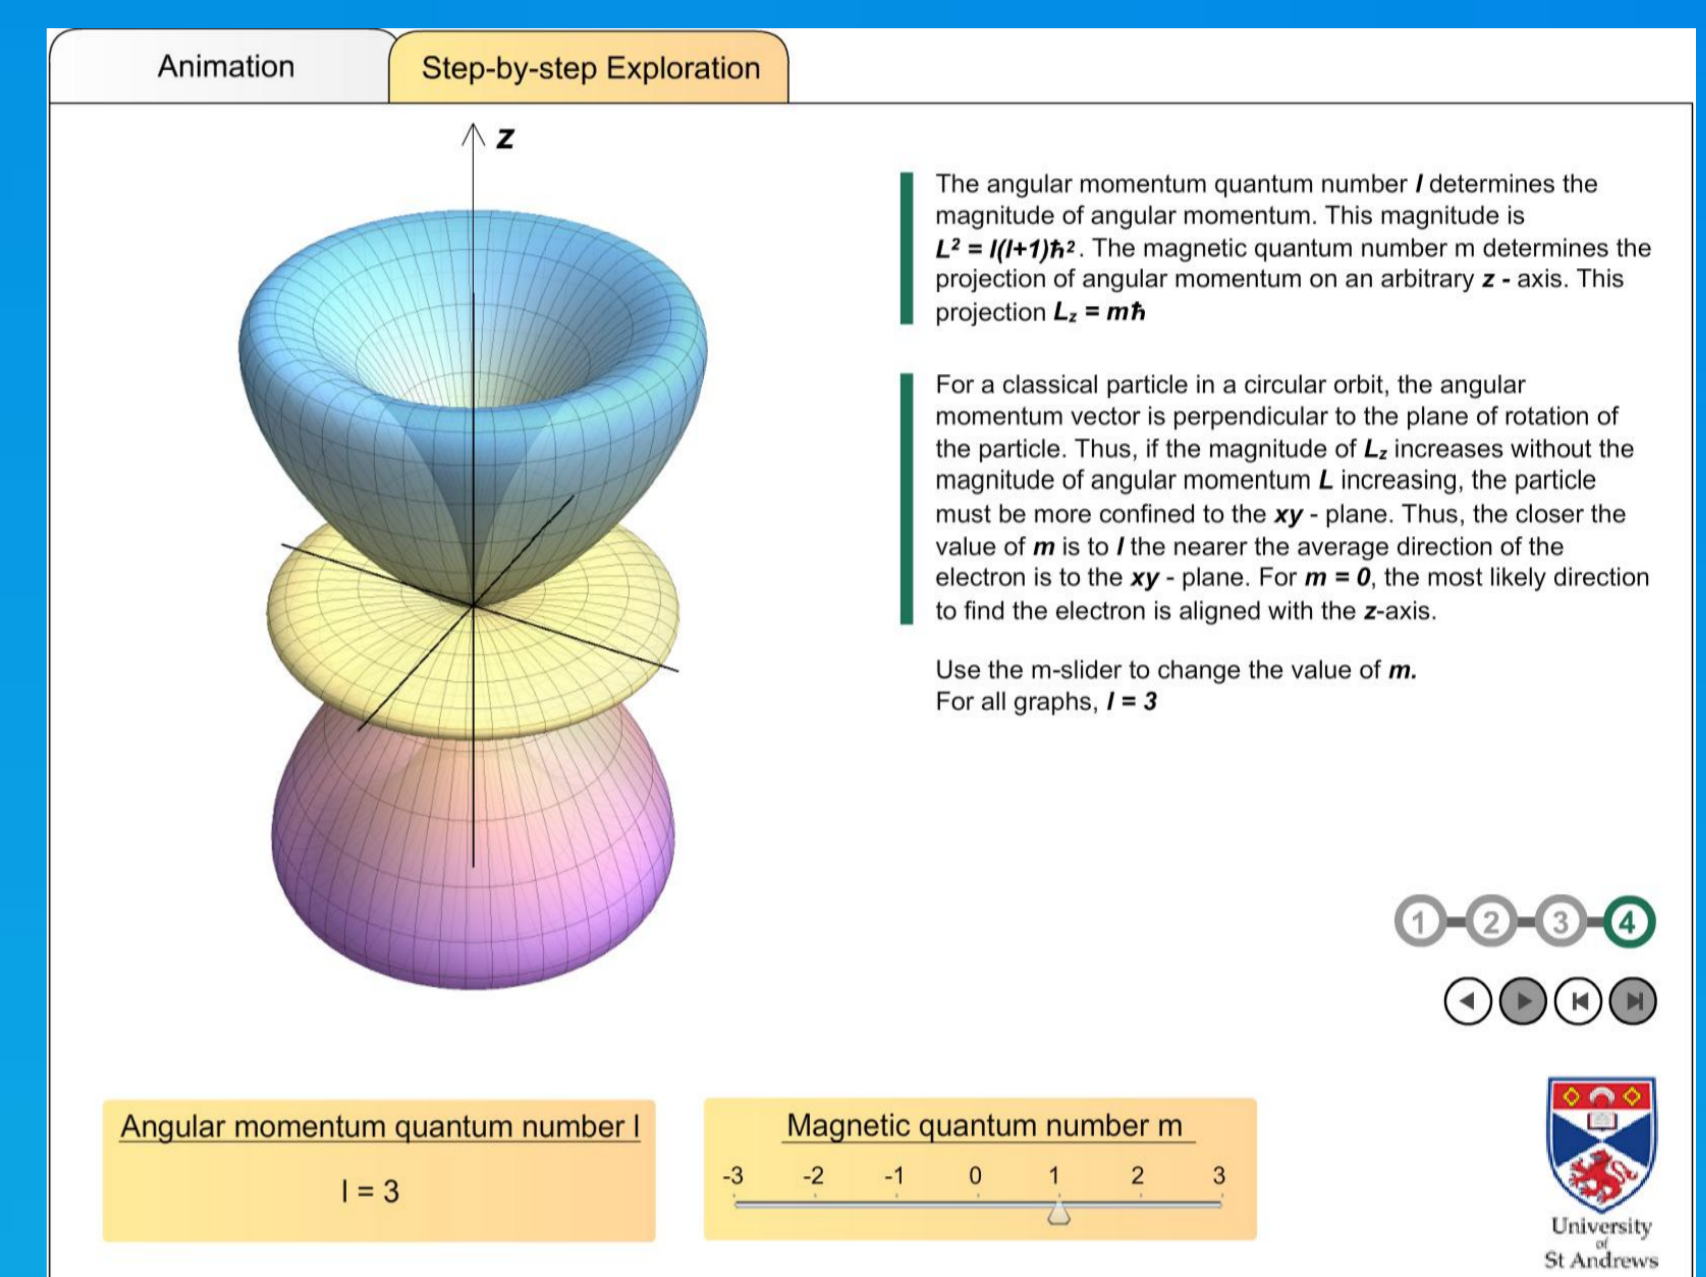 Animation
Step-by-step Exploration
z
The angular momentum quantum number l determines the
magnitude of angular momentum. This magnitude is
L² = l(l+1)ħ². The magnetic quantum number m determines the
projection of angular momentum on an arbitrary z - axis. This
projection Lz = mħ
For a classical particle in a circular orbit, the angular
momentum vector is perpendicular to the plane of rotation of
the particle. Thus, if the magnitude of Lz increases without the
magnitude of angular momentum L increasing, the particle
must be more confined to the xy - plane. Thus, the closer the
value of m is to l the nearer the average direction of the
electron is to the xy - plane. For m = 0, the most likely direction
to find the electron is aligned with the z-axis.
Use the m-slider to change the value of m.
For all graphs, l = 3
1 2 3 4
Angular momentum quantum number l
l = 3
Magnetic quantum number m
-3 -2 -1 0 1 2 3
University
of
St Andrews